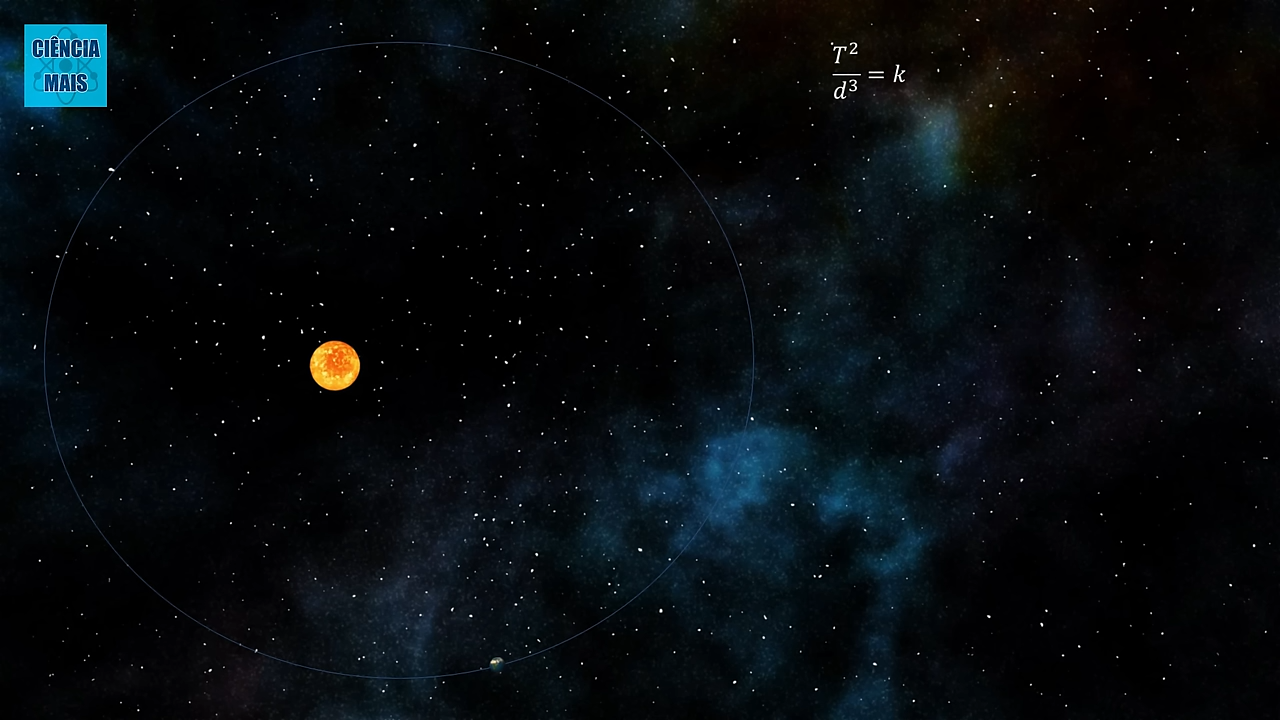 CIÊNCIA
MAIS
T²/d³ = k